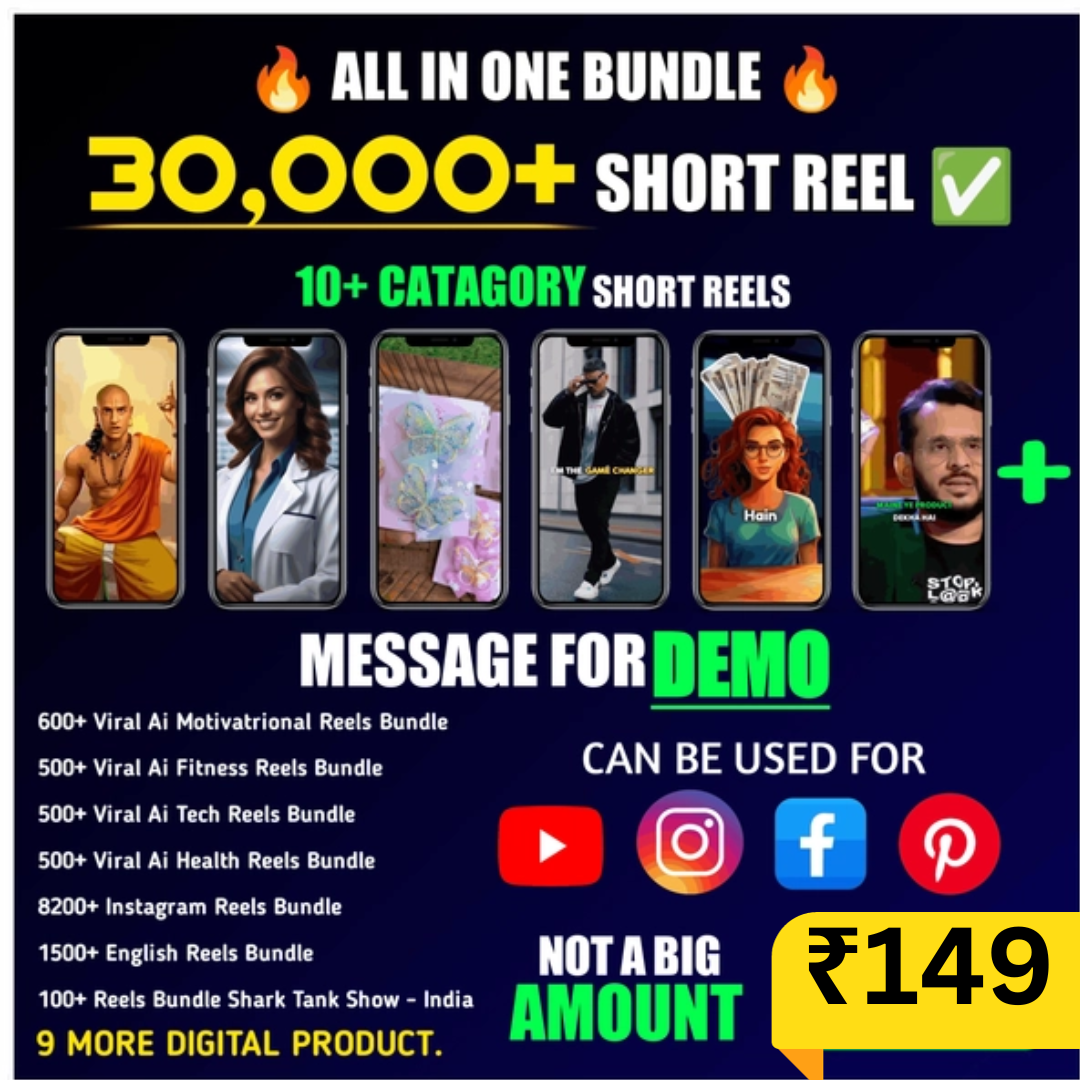 🔥 ALL IN ONE BUNDLE 🔥
30,000+ SHORT REEL ✅
10+ CATAGORY SHORT REELS
I'M THE GAME CHANGER
Hain
MAINE YE PRODUCT
DEKHA HAI
STOP,
L@@K
MESSAGE FOR DEMO
600+ Viral Ai Motivatrional Reels Bundle
500+ Viral Ai Fitness Reels Bundle
500+ Viral Ai Tech Reels Bundle
500+ Viral Ai Health Reels Bundle
8200+ Instagram Reels Bundle
1500+ English Reels Bundle
100+ Reels Bundle Shark Tank Show - India
9 MORE DIGITAL PRODUCT.
CAN BE USED FOR
NOT A BIG
AMOUNT
₹149